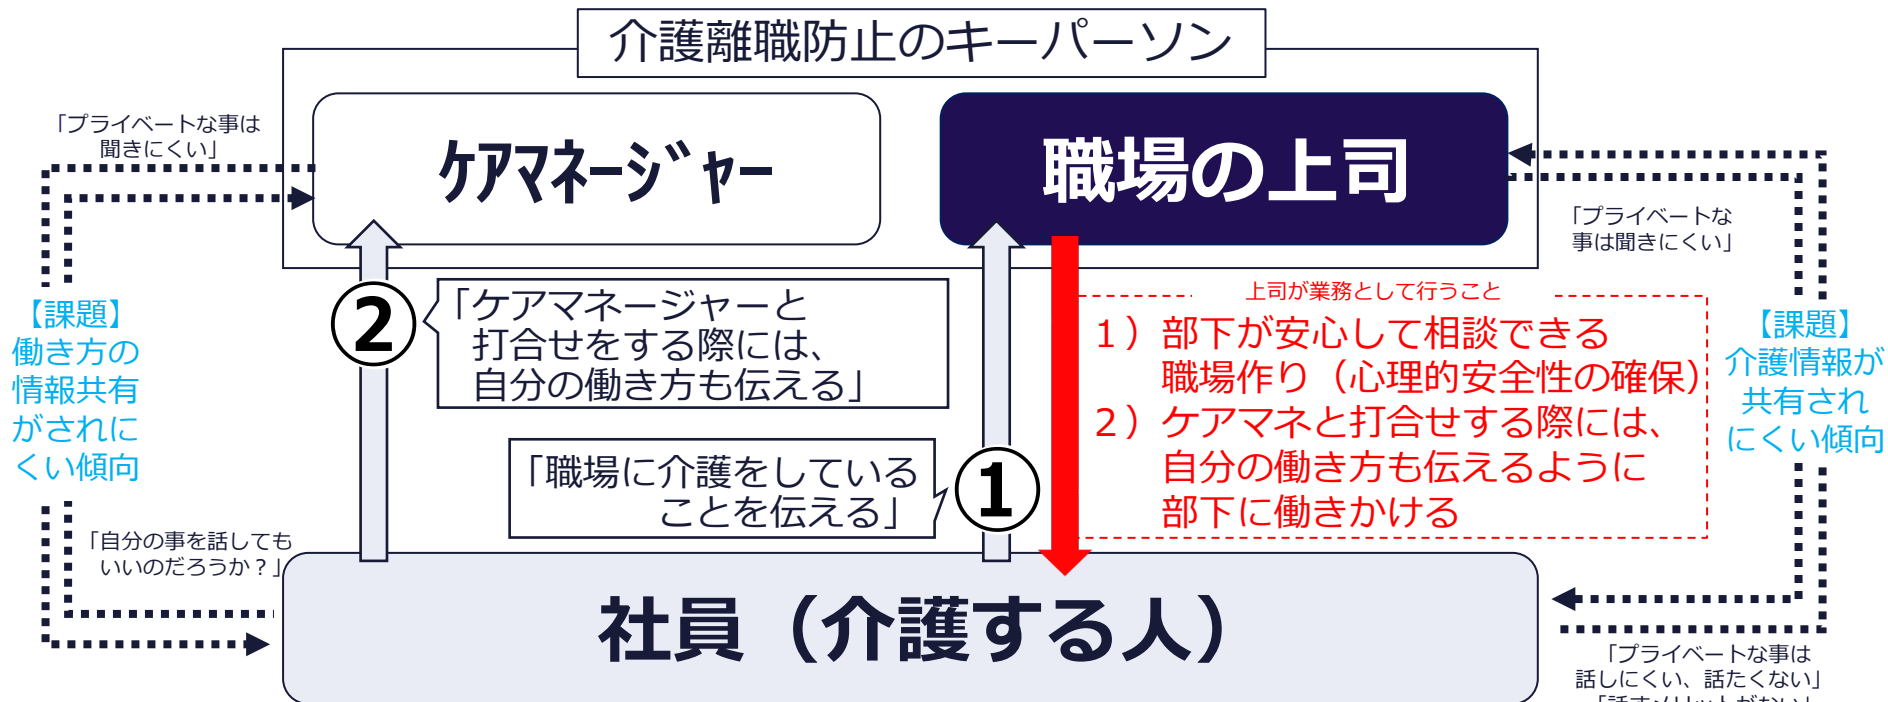 介護離職防止のキーパーソン
ケアマネージャー
職場の上司
「プライベートな事は
聞きにくい」
「プライベートな
事は聞きにくい」
【課題】
働き方の
情報共有
がされに
くい傾向
②
「ケアマネージャーと
打合せをする際には、
自分の働き方も伝える」
上司が業務として行うこと
１）部下が安心して相談できる
職場作り（心理的安全性の確保）
２）ケアマネと打合せする際には、
自分の働き方も伝えるように
部下に働きかける
【課題】
介護情報が
共有され
にくい傾向
「職場に介護をしている
ことを伝える」
①
「自分の事を話しても
いいのだろうか？」
社員（介護する人）
「プライベートな事は
話しにくい、話たくない」